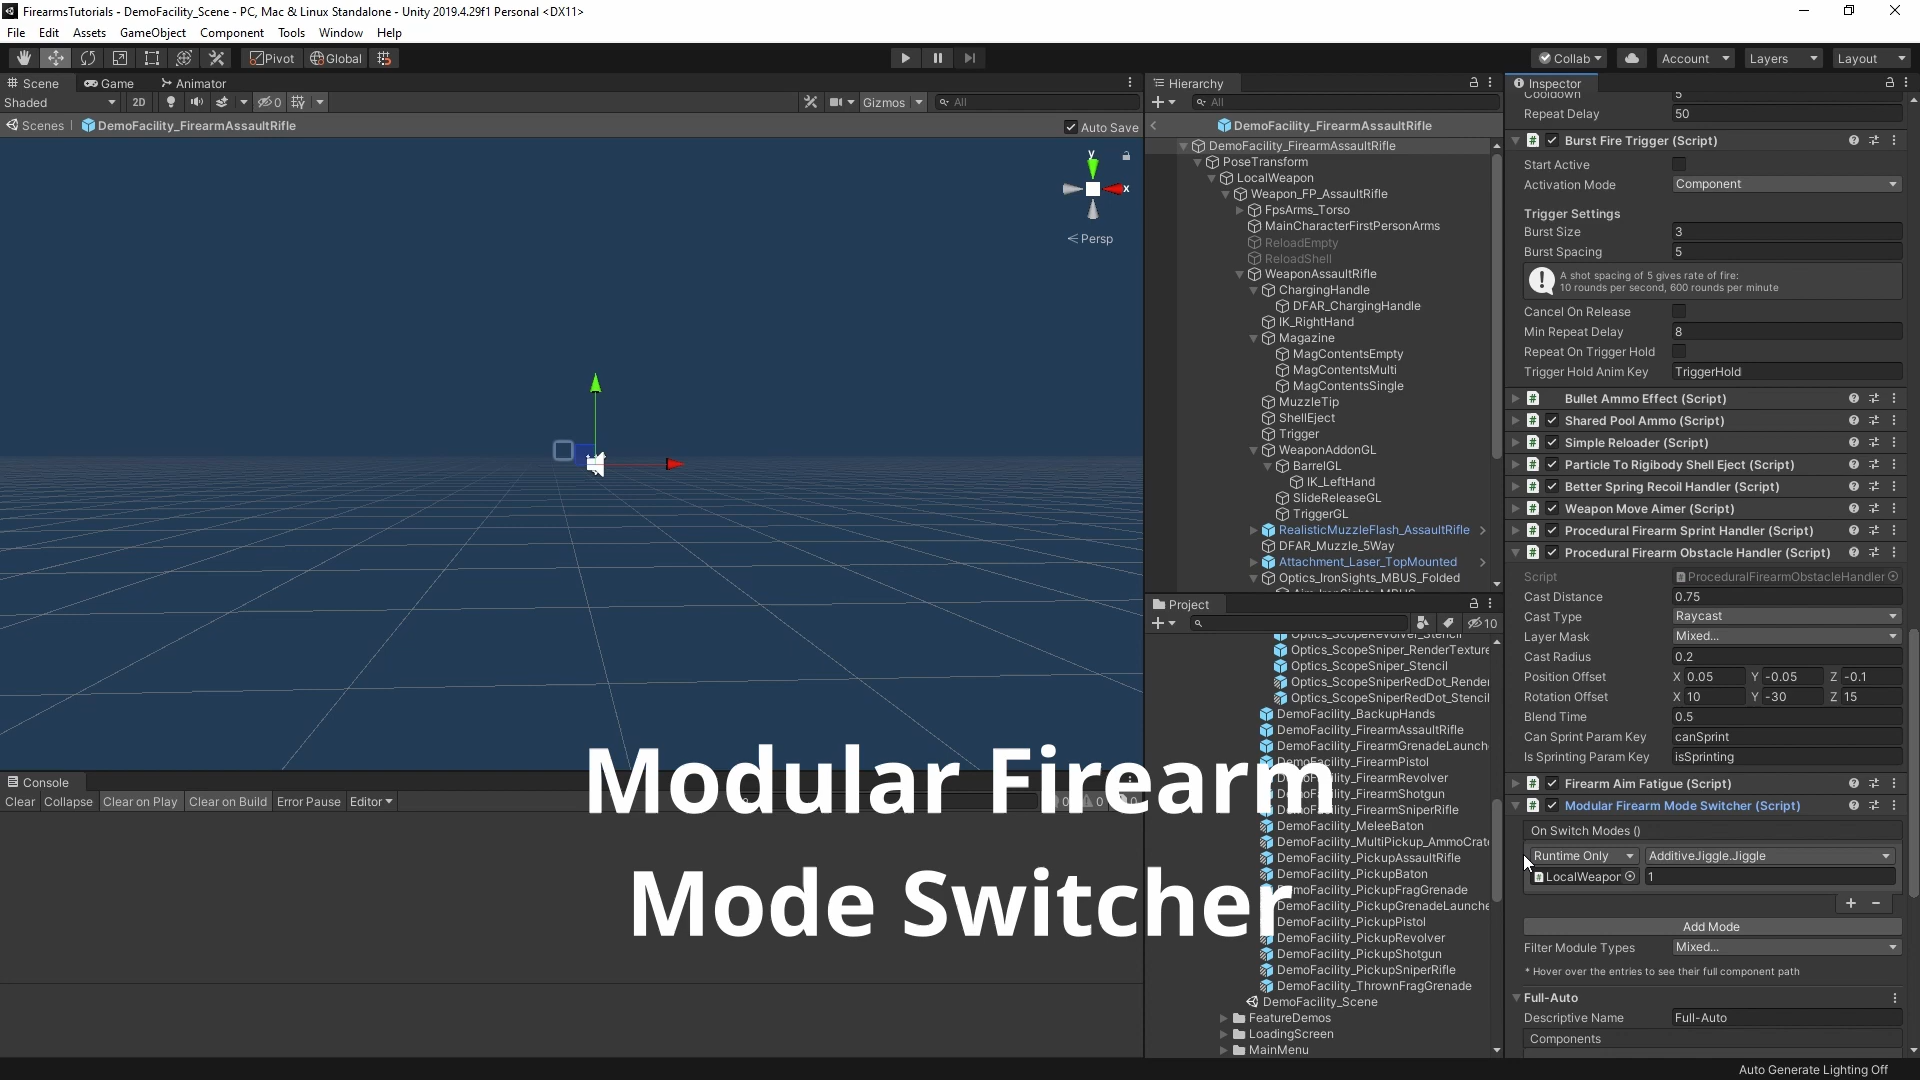 FirearmsTutorials - DemoFacility_Scene - PC, Mac & Linux Standalone - Unity 2019.4.29f1 Personal <DX11>
File Edit Assets GameObject Component Tools Window Help
Pivot Global Collab Account Layers Layout
Scene Game Animator
Shaded 2D 0 Gizmos All
Scenes DemoFacility_FirearmAssaultRifle Auto Save
y
x
Persp
Hierarchy
All
DemoFacility_FirearmAssaultRifle
DemoFacility_FirearmAssaultRifle
PoseTransform
LocalWeapon
Weapon_FP_AssaultRifle
FpsArms_Torso
MainCharacterFirstPersonArms
ReloadEmpty
ReloadShell
WeaponAssaultRifle
ChargingHandle
DFAR_ChargingHandle
IK_RightHand
Magazine
MagContentsEmpty
MagContentsMulti
MagContentsSingle
MuzzleTip
ShellEject
Trigger
WeaponAddonGL
BarrelGL
IK_LeftHand
SlideReleaseGL
TriggerGL
RealisticMuzzleFlash_AssaultRifle
DFAR_Muzzle_5Way
Attachment_Laser_TopMounted
Optics_IronSights_MBUS_Folded
Project
10
Optics_ScopeRevolver_Stencil
Optics_ScopeSniper_RenderTexture
Optics_ScopeSniper_Stencil
Optics_ScopeSniperRedDot_Render
Optics_ScopeSniperRedDot_Stencil
DemoFacility_BackupHands
DemoFacility_FirearmAssaultRifle
DemoFacility_FirearmGrenadeLaunch
DemoFacility_FirearmPistol
DemoFacility_FirearmRevolver
DemoFacility_FirearmShotgun
DemoFacility_FirearmSniperRifle
DemoFacility_MeleeBaton
DemoFacility_MultiPickup_AmmoCrat
DemoFacility_PickupAssaultRifle
DemoFacility_PickupBaton
DemoFacility_PickupFragGrenade
DemoFacility_PickupGrenadeLaunche
DemoFacility_PickupPistol
DemoFacility_PickupRevolver
DemoFacility_PickupShotgun
DemoFacility_PickupSniperRifle
DemoFacility_ThrownFragGrenade
DemoFacility_Scene
FeatureDemos
LoadingScreen
MainMenu
Console
Clear Collapse Clear on Play Clear on Build Error Pause Editor
Modular Firearm
Mode Switcher
Inspector
Cooldown 5
Repeat Delay 50
Burst Fire Trigger (Script)
Start Active
Activation Mode Component
Trigger Settings
Burst Size 3
Burst Spacing 5
A shot spacing of 5 gives rate of fire:
10 rounds per second, 600 rounds per minute
Cancel On Release
Min Repeat Delay 8
Repeat On Trigger Hold
Trigger Hold Anim Key TriggerHold
Bullet Ammo Effect (Script)
Shared Pool Ammo (Script)
Simple Reloader (Script)
Particle To Rigibody Shell Eject (Script)
Better Spring Recoil Handler (Script)
Weapon Move Aimer (Script)
Procedural Firearm Sprint Handler (Script)
Procedural Firearm Obstacle Handler (Script)
Script ProceduralFirearmObstacleHandler
Cast Distance 0.75
Cast Type Raycast
Layer Mask Mixed...
Cast Radius 0.2
Position Offset X 0.05 Y -0.05 Z -0.1
Rotation Offset X 10 Y -30 Z 15
Blend Time 0.5
Can Sprint Param Key canSprint
Is Sprinting Param Key isSprinting
Firearm Aim Fatigue (Script)
Modular Firearm Mode Switcher (Script)
On Switch Modes ()
Runtime Only AdditiveJiggle.Jiggle
LocalWeapon 1
+ −
Add Mode
Filter Module Types Mixed...
* Hover over the entries to see their full component path
Full-Auto
Descriptive Name Full-Auto
Components
Auto Generate Lighting Off